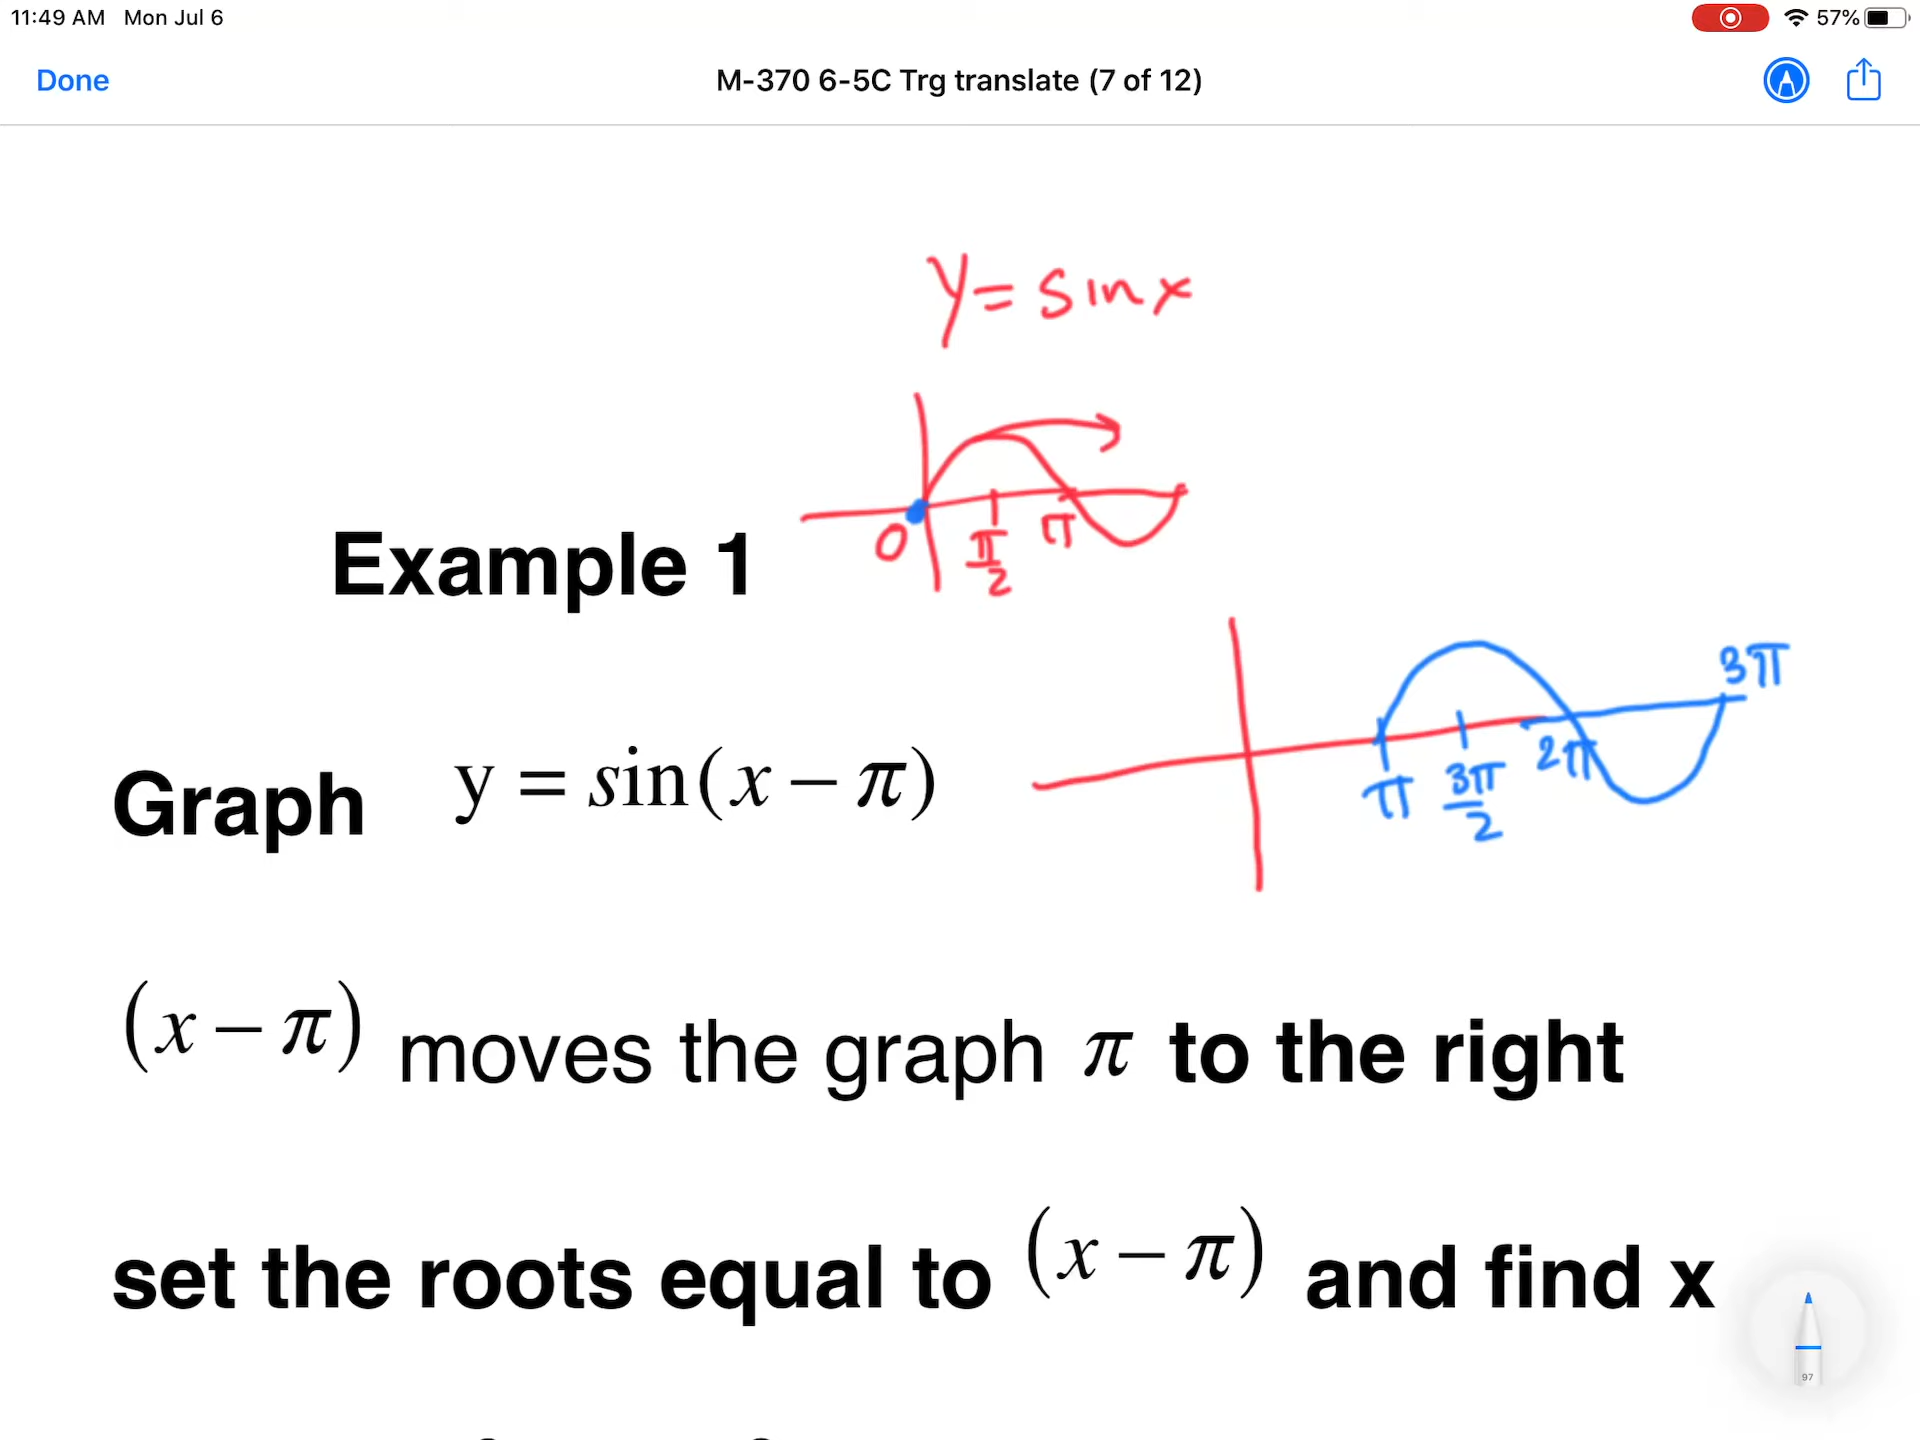 11:49 AM Mon Jul 6 57%
Done M-370 6-5C Trg translate (7 of 12)
y = sin x
0 π/2 π
Example 1
3π
Graph y = sin(x − π)
π 3π/2 2π
(x − π) moves the graph π to the right
set the roots equal to (x − π) and find x
97